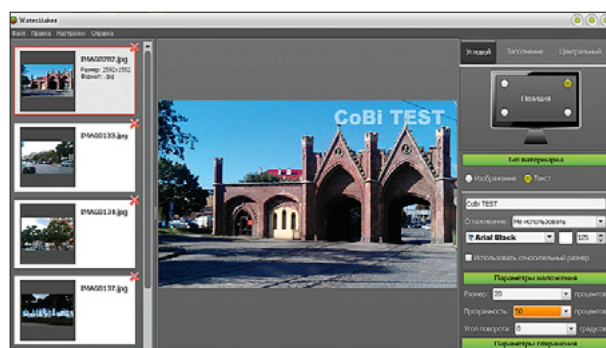 WaterMaker
Файл Правка Настройки Справка
IMAG0202.jpg
Размер: 2592x1552
Формат: .jpg
IMAG0133.jpg
IMAG0134.jpg
IMAG0137.jpg
CoBi TEST
Угловой Заполнение Центральный
Позиция
Тип ватермарка
Изображение Текст
CoBi TEST
Сглаживание: Не использовать
Arial Black 125
Использовать относительный размер
Параметры наложения
Размер: 20 процентов
Прозрачность: 50 процентов
Угол поворота: 0 градусов
Параметры сохранения